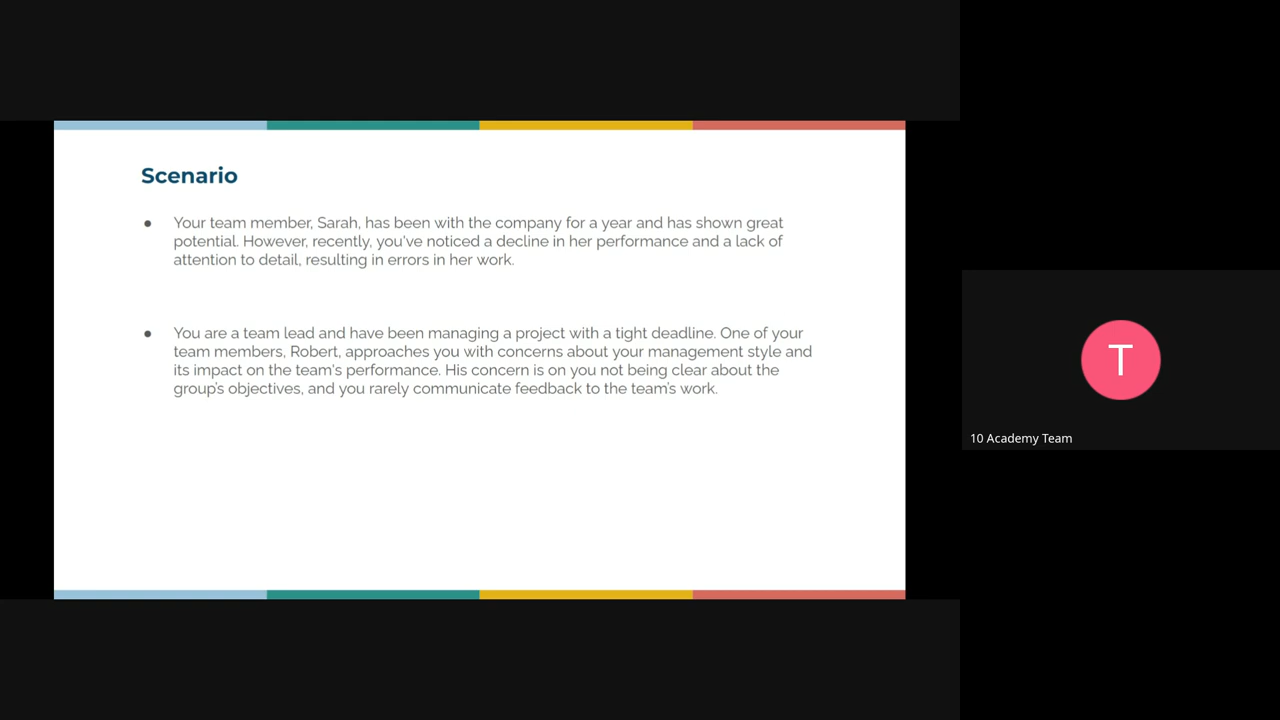 Scenario
● Your team member, Sarah, has been with the company for a year and has shown great
potential. However, recently, you've noticed a decline in her performance and a lack of
attention to detail, resulting in errors in her work.
● You are a team lead and have been managing a project with a tight deadline. One of your
team members, Robert, approaches you with concerns about your management style and
its impact on the team's performance. His concern is on you not being clear about the
group's objectives, and you rarely communicate feedback to the team's work.
T
10 Academy Team